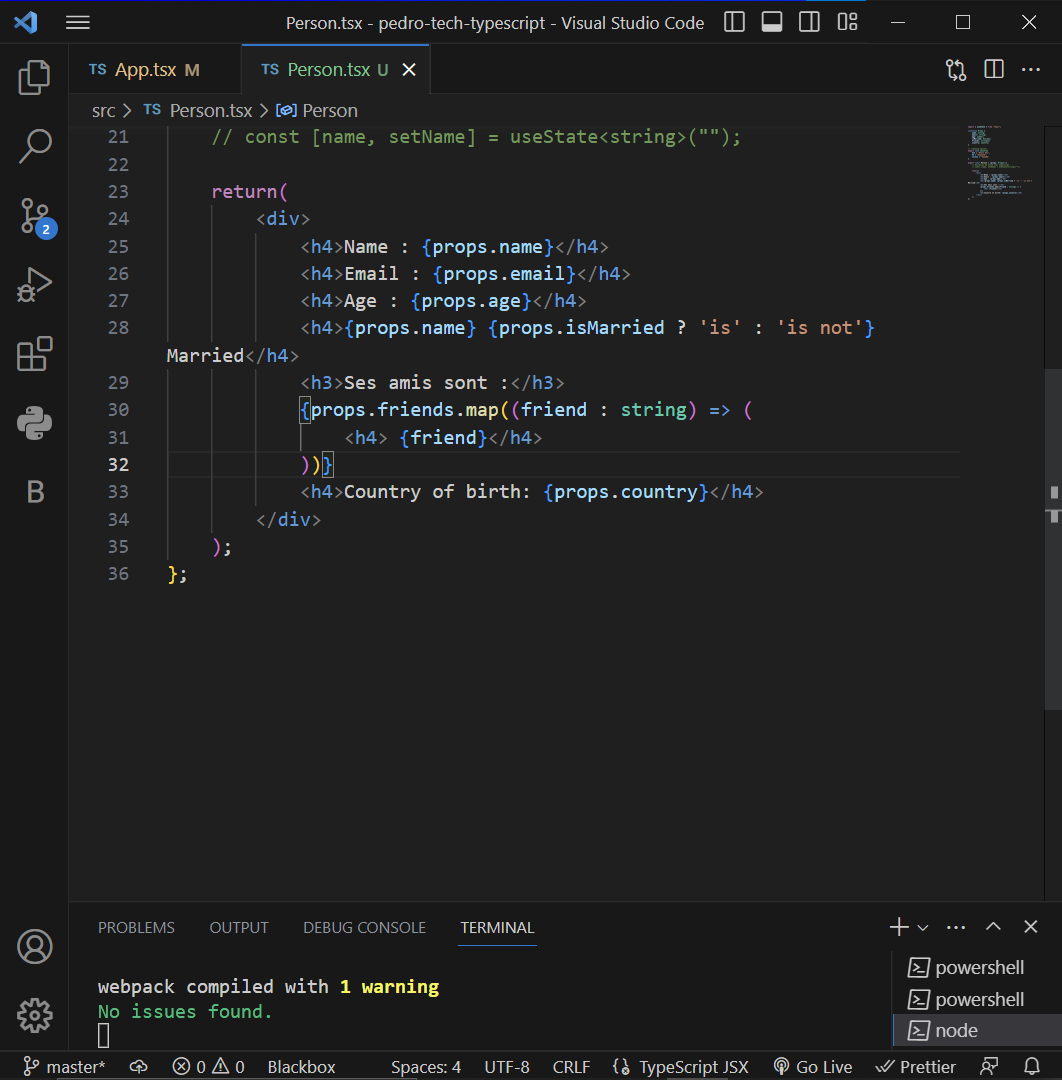 Person.tsx - pedro-tech-typescript - Visual Studio Code
TS App.tsx M
TS Person.tsx U
src > TS Person.tsx > Person
21 // const [name, setName] = useState<string>("");
22
23 return(
24 <div>
25 <h4>Name : {props.name}</h4>
26 <h4>Email : {props.email}</h4>
27 <h4>Age : {props.age}</h4>
28 <h4>{props.name} {props.isMarried ? 'is' : 'is not'}
Married</h4>
29 <h3>Ses amis sont :</h3>
30 {props.friends.map((friend : string) => (
31 <h4> {friend}</h4>
32 ))}
33 <h4>Country of birth: {props.country}</h4>
34 </div>
35 );
36 };
2
B
PROBLEMS OUTPUT DEBUG CONSOLE TERMINAL
webpack compiled with 1 warning
No issues found.
powershell
powershell
node
master* 0 0 Blackbox Spaces: 4 UTF-8 CRLF TypeScript JSX Go Live Prettier